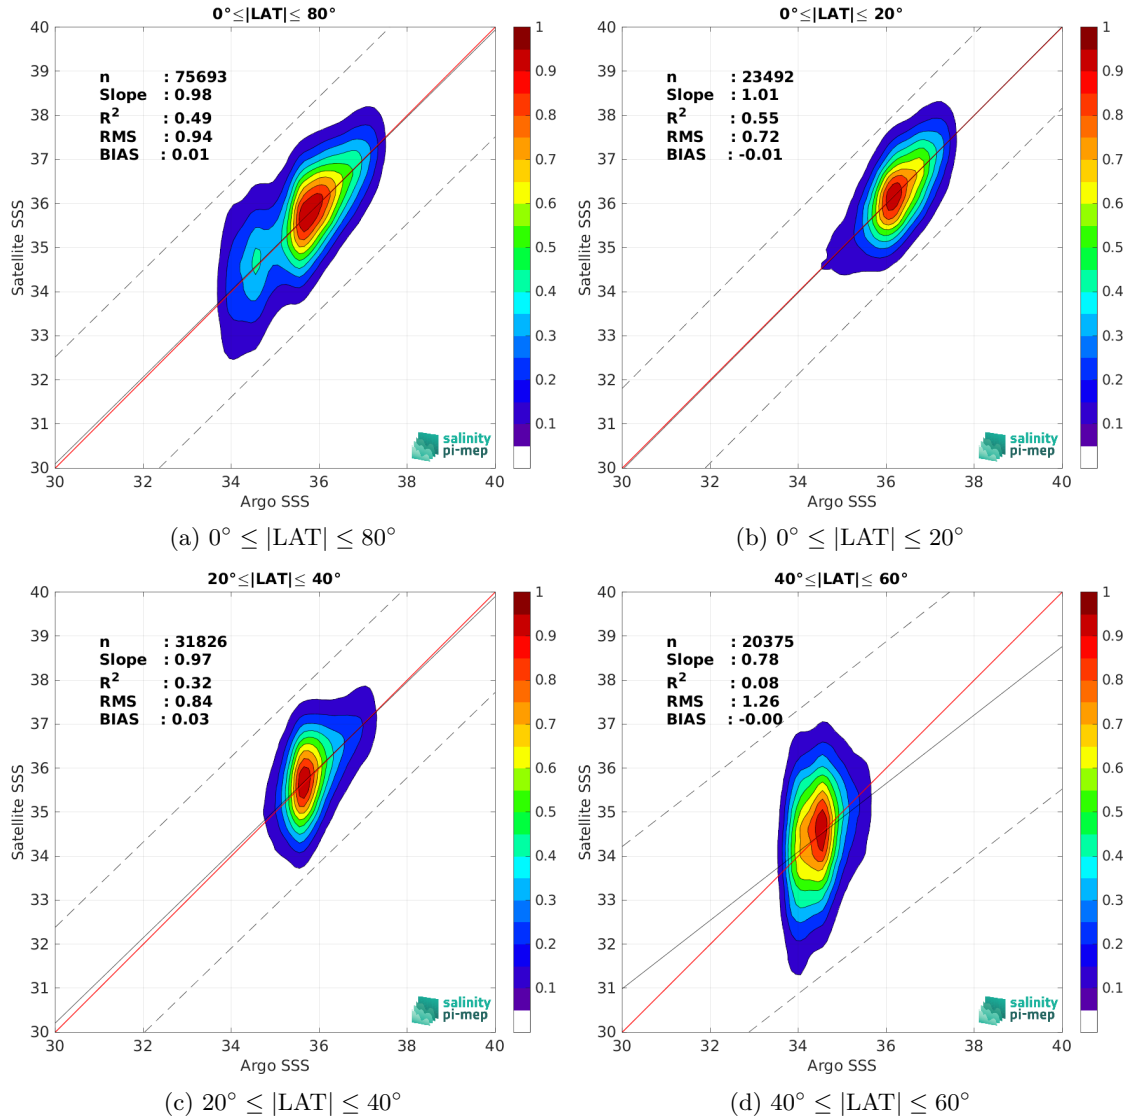 0°≤|LAT|≤ 80°
n : 75693
Slope : 0.98
R² : 0.49
RMS : 0.94
BIAS : 0.01
Satellite SSS
40
39
38
37
36
35
34
33
32
31
30
30 32 34 36 38 40
Argo SSS
1
0.9
0.8
0.7
0.6
0.5
0.4
0.3
0.2
0.1
salinity
pi-mep
(a) 0° ≤ |LAT| ≤ 80°
0°≤|LAT|≤ 20°
n : 23492
Slope : 1.01
R² : 0.55
RMS : 0.72
BIAS : -0.01
Satellite SSS
40
39
38
37
36
35
34
33
32
31
30
30 32 34 36 38 40
Argo SSS
1
0.9
0.8
0.7
0.6
0.5
0.4
0.3
0.2
0.1
salinity
pi-mep
(b) 0° ≤ |LAT| ≤ 20°
20°≤|LAT|≤ 40°
n : 31826
Slope : 0.97
R² : 0.32
RMS : 0.84
BIAS : 0.03
Satellite SSS
40
39
38
37
36
35
34
33
32
31
30
30 32 34 36 38 40
Argo SSS
1
0.9
0.8
0.7
0.6
0.5
0.4
0.3
0.2
0.1
salinity
pi-mep
(c) 20° ≤ |LAT| ≤ 40°
40°≤|LAT|≤ 60°
n : 20375
Slope : 0.78
R² : 0.08
RMS : 1.26
BIAS : -0.00
Satellite SSS
40
39
38
37
36
35
34
33
32
31
30
30 32 34 36 38 40
Argo SSS
1
0.9
0.8
0.7
0.6
0.5
0.4
0.3
0.2
0.1
salinity
pi-mep
(d) 40° ≤ |LAT| ≤ 60°